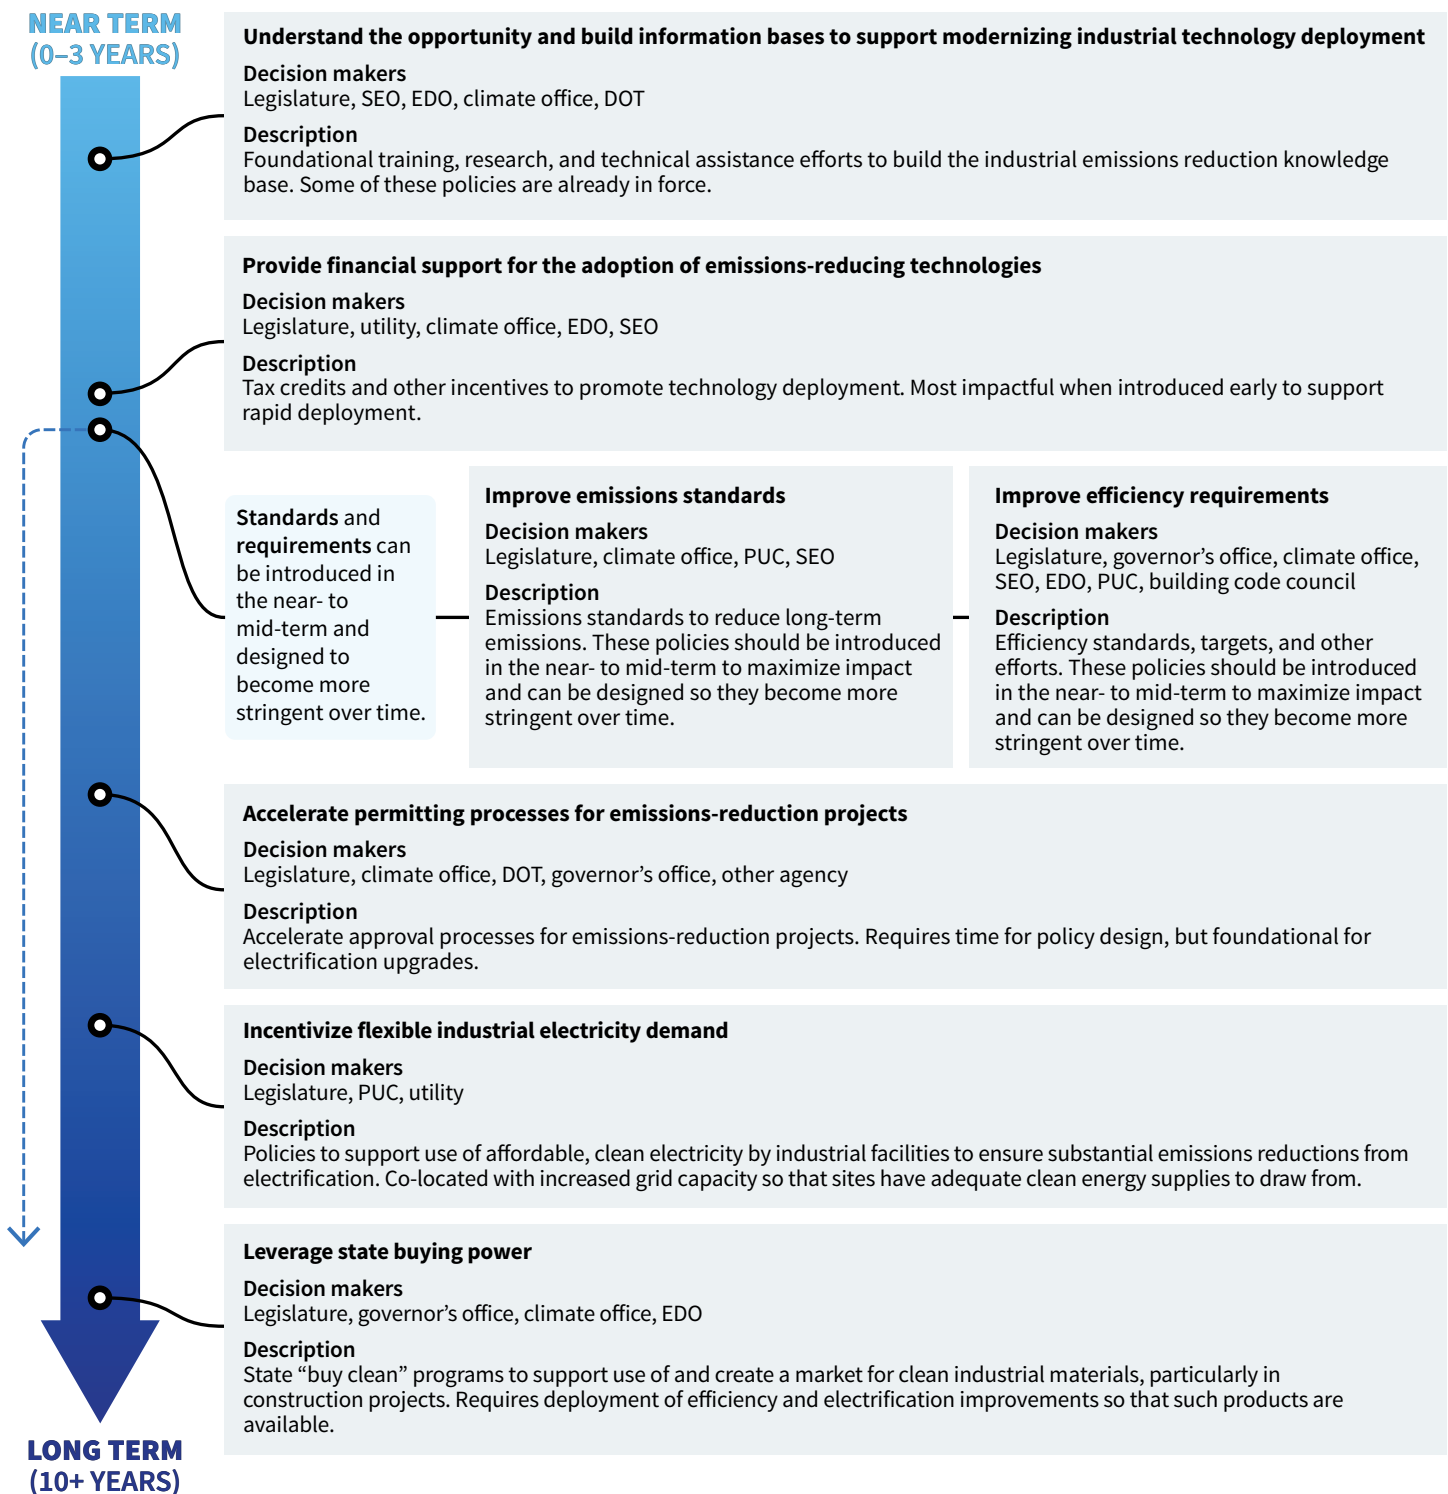 NEAR TERM
(0–3 YEARS)
Understand the opportunity and build information bases to support modernizing industrial technology deployment
Decision makers
Legislature, SEO, EDO, climate office, DOT
Description
Foundational training, research, and technical assistance efforts to build the industrial emissions reduction knowledge
base. Some of these policies are already in force.
Provide financial support for the adoption of emissions-reducing technologies
Decision makers
Legislature, utility, climate office, EDO, SEO
Description
Tax credits and other incentives to promote technology deployment. Most impactful when introduced early to support
rapid deployment.
Standards and
requirements can
be introduced in
the near- to
mid-term and
designed to
become more
stringent over time.
Improve emissions standards
Decision makers
Legislature, climate office, PUC, SEO
Description
Emissions standards to reduce long-term
emissions. These policies should be introduced
in the near- to mid-term to maximize impact
and can be designed so they become more
stringent over time.
Improve efficiency requirements
Decision makers
Legislature, governor’s office, climate office,
SEO, EDO, PUC, building code council
Description
Efficiency standards, targets, and other
efforts. These policies should be introduced
in the near- to mid-term to maximize impact
and can be designed so they become more
stringent over time.
Accelerate permitting processes for emissions-reduction projects
Decision makers
Legislature, climate office, DOT, governor’s office, other agency
Description
Accelerate approval processes for emissions-reduction projects. Requires time for policy design, but foundational for
electrification upgrades.
Incentivize flexible industrial electricity demand
Decision makers
Legislature, PUC, utility
Description
Policies to support use of affordable, clean electricity by industrial facilities to ensure substantial emissions reductions from
electrification. Co-located with increased grid capacity so that sites have adequate clean energy supplies to draw from.
Leverage state buying power
Decision makers
Legislature, governor’s office, climate office, EDO
Description
State “buy clean” programs to support use of and create a market for clean industrial materials, particularly in
construction projects. Requires deployment of efficiency and electrification improvements so that such products are
available.
LONG TERM
(10+ YEARS)